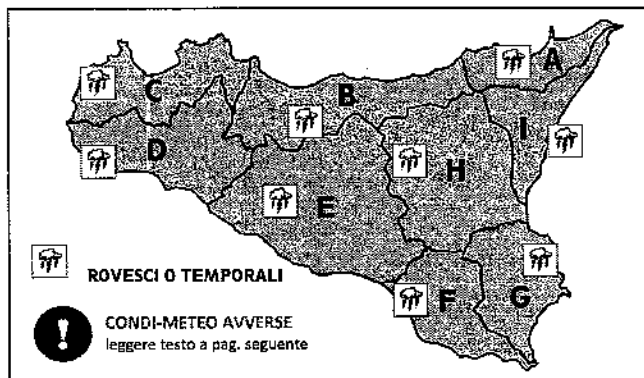 A
C
B
I
D
H
E
ROVESCI O TEMPORALI
F
G
!
CONDI-METEO AVVERSE
leggere testo a pag. seguente